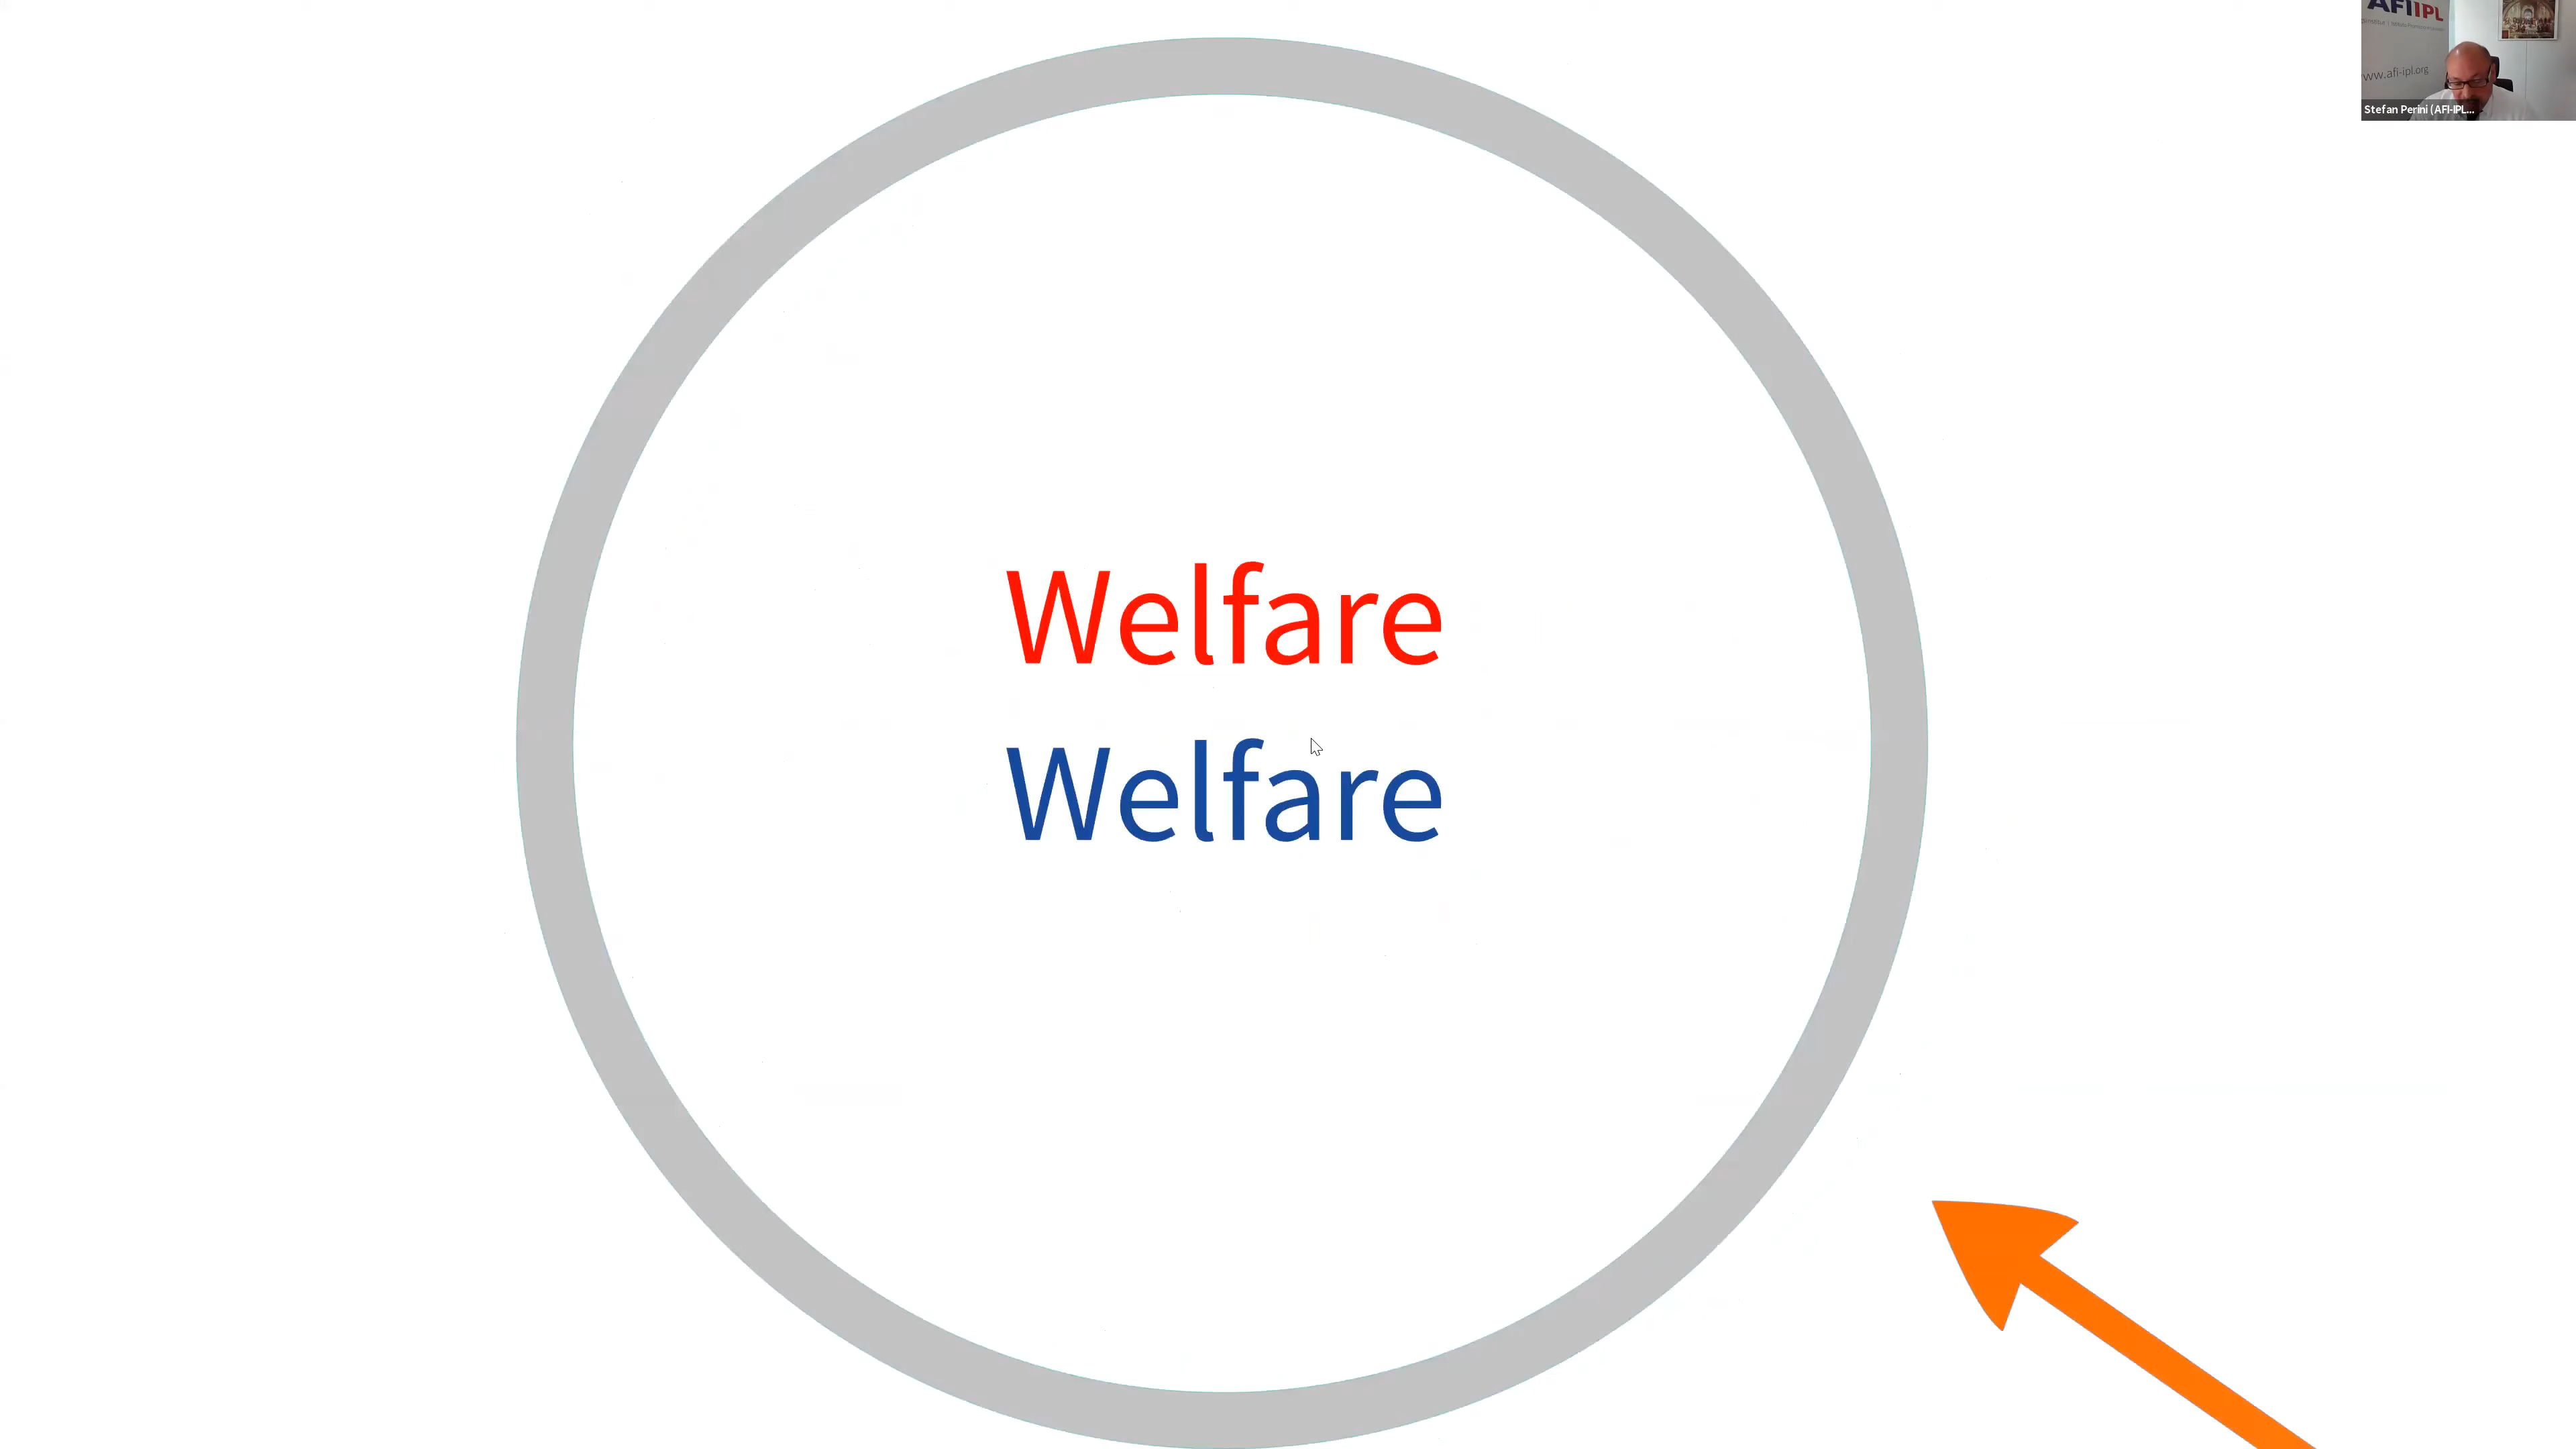 AFI IPL
www.afi-ipl.org
Stefan Perini (AFI-IPL...
Welfare
Welfare